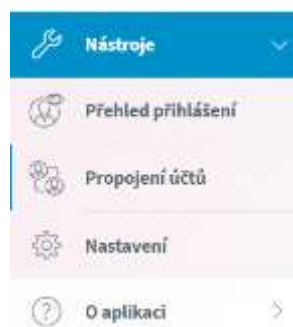 Nástroje
Přehled přihlášení
Propojení účtů
Nastavení
O aplikaci